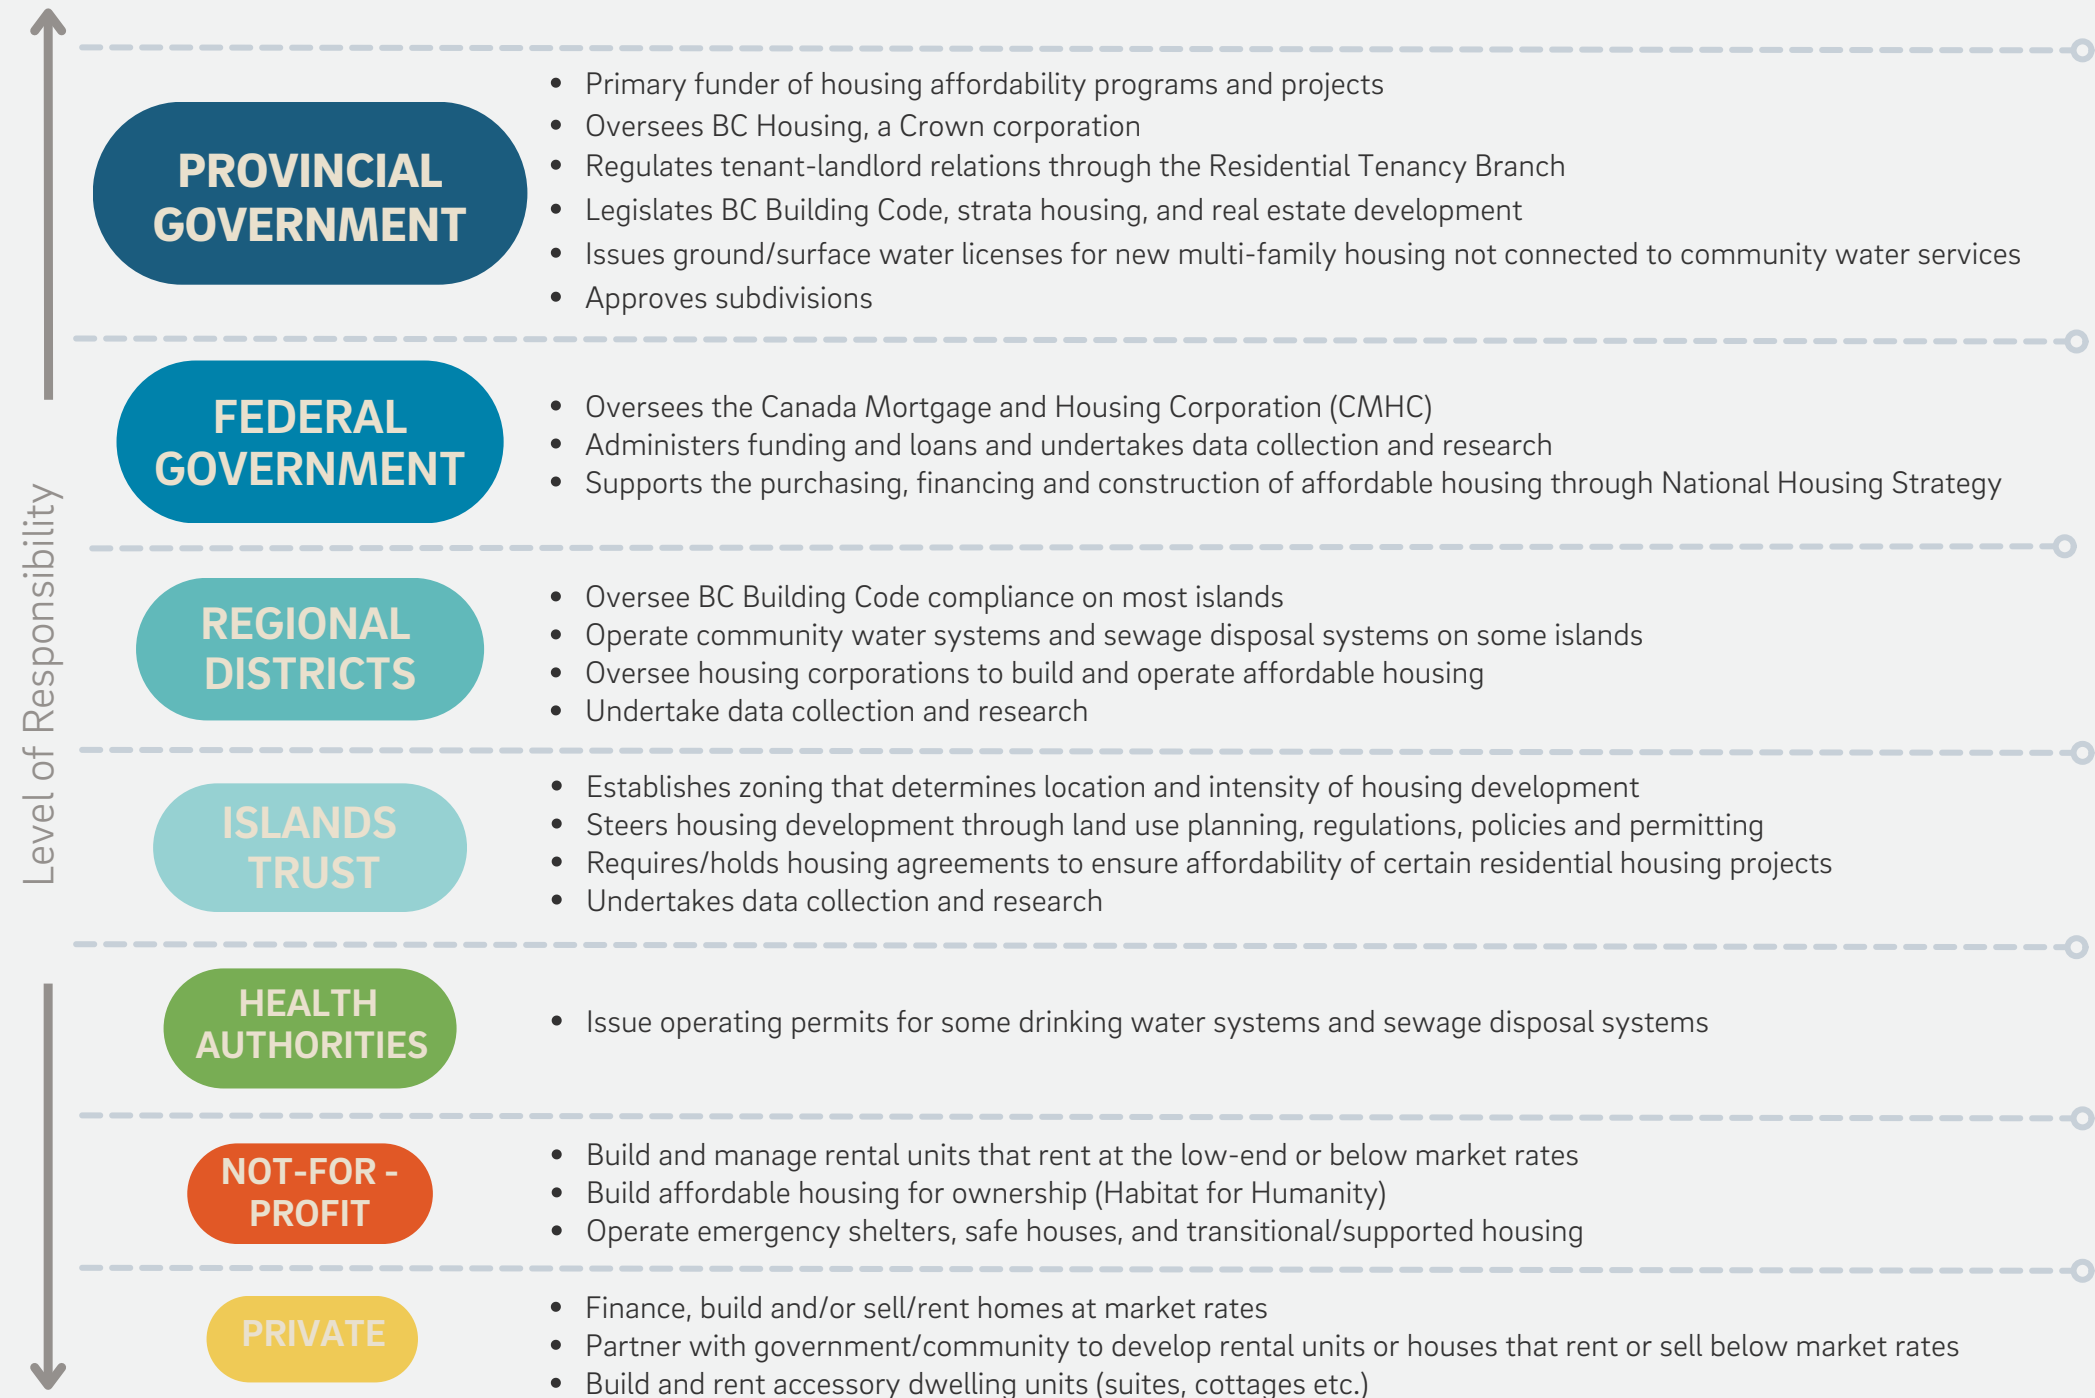 Level of Responsibility
PROVINCIAL
GOVERNMENT
• Primary funder of housing affordability programs and projects
• Oversees BC Housing, a Crown corporation
• Regulates tenant-landlord relations through the Residential Tenancy Branch
• Legislates BC Building Code, strata housing, and real estate development
• Issues ground/surface water licenses for new multi-family housing not connected to community water services
• Approves subdivisions
FEDERAL
GOVERNMENT
• Oversees the Canada Mortgage and Housing Corporation (CMHC)
• Administers funding and loans and undertakes data collection and research
• Supports the purchasing, financing and construction of affordable housing through National Housing Strategy
REGIONAL
DISTRICTS
• Oversee BC Building Code compliance on most islands
• Operate community water systems and sewage disposal systems on some islands
• Oversee housing corporations to build and operate affordable housing
• Undertake data collection and research
ISLANDS
TRUST
• Establishes zoning that determines location and intensity of housing development
• Steers housing development through land use planning, regulations, policies and permitting
• Requires/holds housing agreements to ensure affordability of certain residential housing projects
• Undertakes data collection and research
HEALTH
AUTHORITIES
• Issue operating permits for some drinking water systems and sewage disposal systems
NOT-FOR -
PROFIT
• Build and manage rental units that rent at the low-end or below market rates
• Build affordable housing for ownership (Habitat for Humanity)
• Operate emergency shelters, safe houses, and transitional/supported housing
PRIVATE
• Finance, build and/or sell/rent homes at market rates
• Partner with government/community to develop rental units or houses that rent or sell below market rates
• Build and rent accessory dwelling units (suites, cottages etc.)